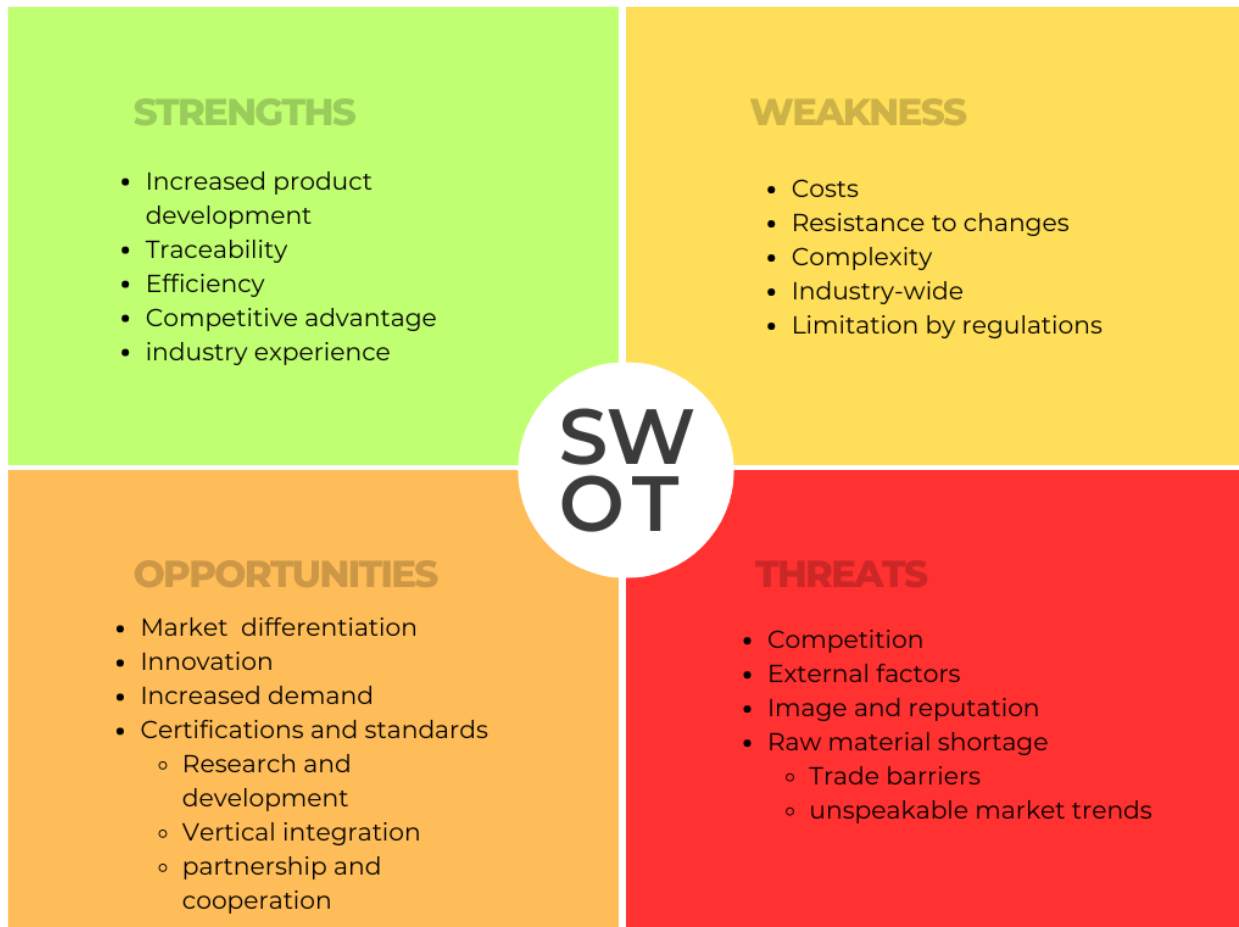 STRENGTHS
• Increased product
development
• Traceability
• Efficiency
• Competitive advantage
• industry experience
WEAKNESS
• Costs
• Resistance to changes
• Complexity
• Industry-wide
• Limitation by regulations
SW
OT
OPPORTUNITIES
• Market  differentiation
• Innovation
• Increased demand
• Certifications and standards
◦ Research and
development
◦ Vertical integration
◦ partnership and
cooperation
THREATS
• Competition
• External factors
• Image and reputation
• Raw material shortage
◦ Trade barriers
◦ unspeakable market trends